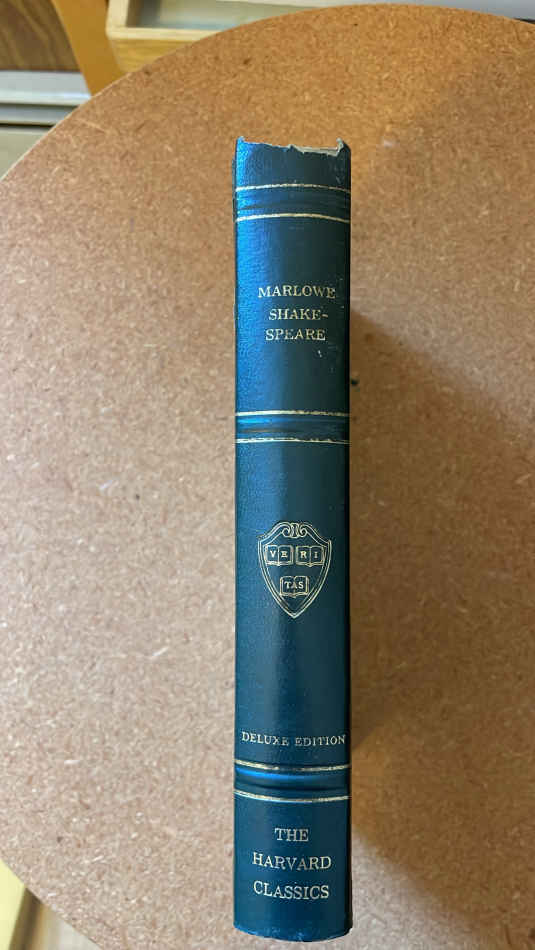 MARLOWE
SHAKE-
SPEARE
VE RI
TAS
DELUXE EDITION
THE
HARVARD
CLASSICS